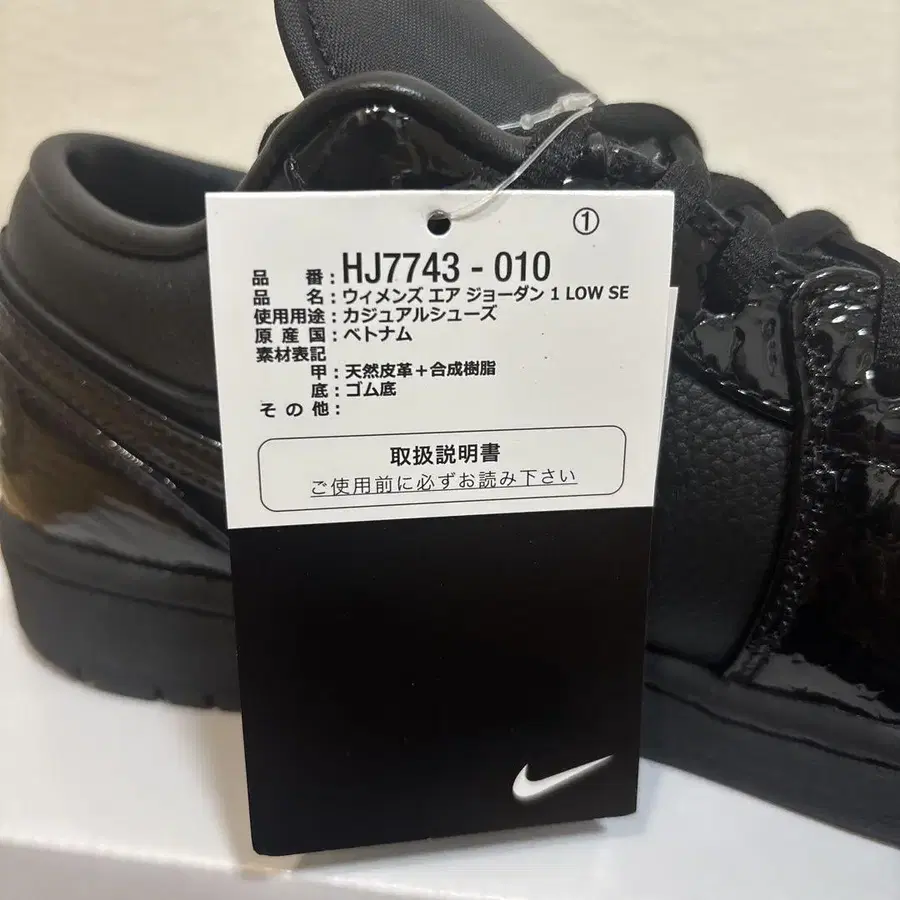 ①
品 番：HJ7743 - 010
品 名：ウィメンズ エア ジョーダン 1 LOW SE
使用用途：カジュアルシューズ
原 産 国：ベトナム
素材表記
甲：天然皮革＋合成樹脂
底：ゴム底
そ の 他：
取扱説明書
ご使用前に必ずお読み下さい